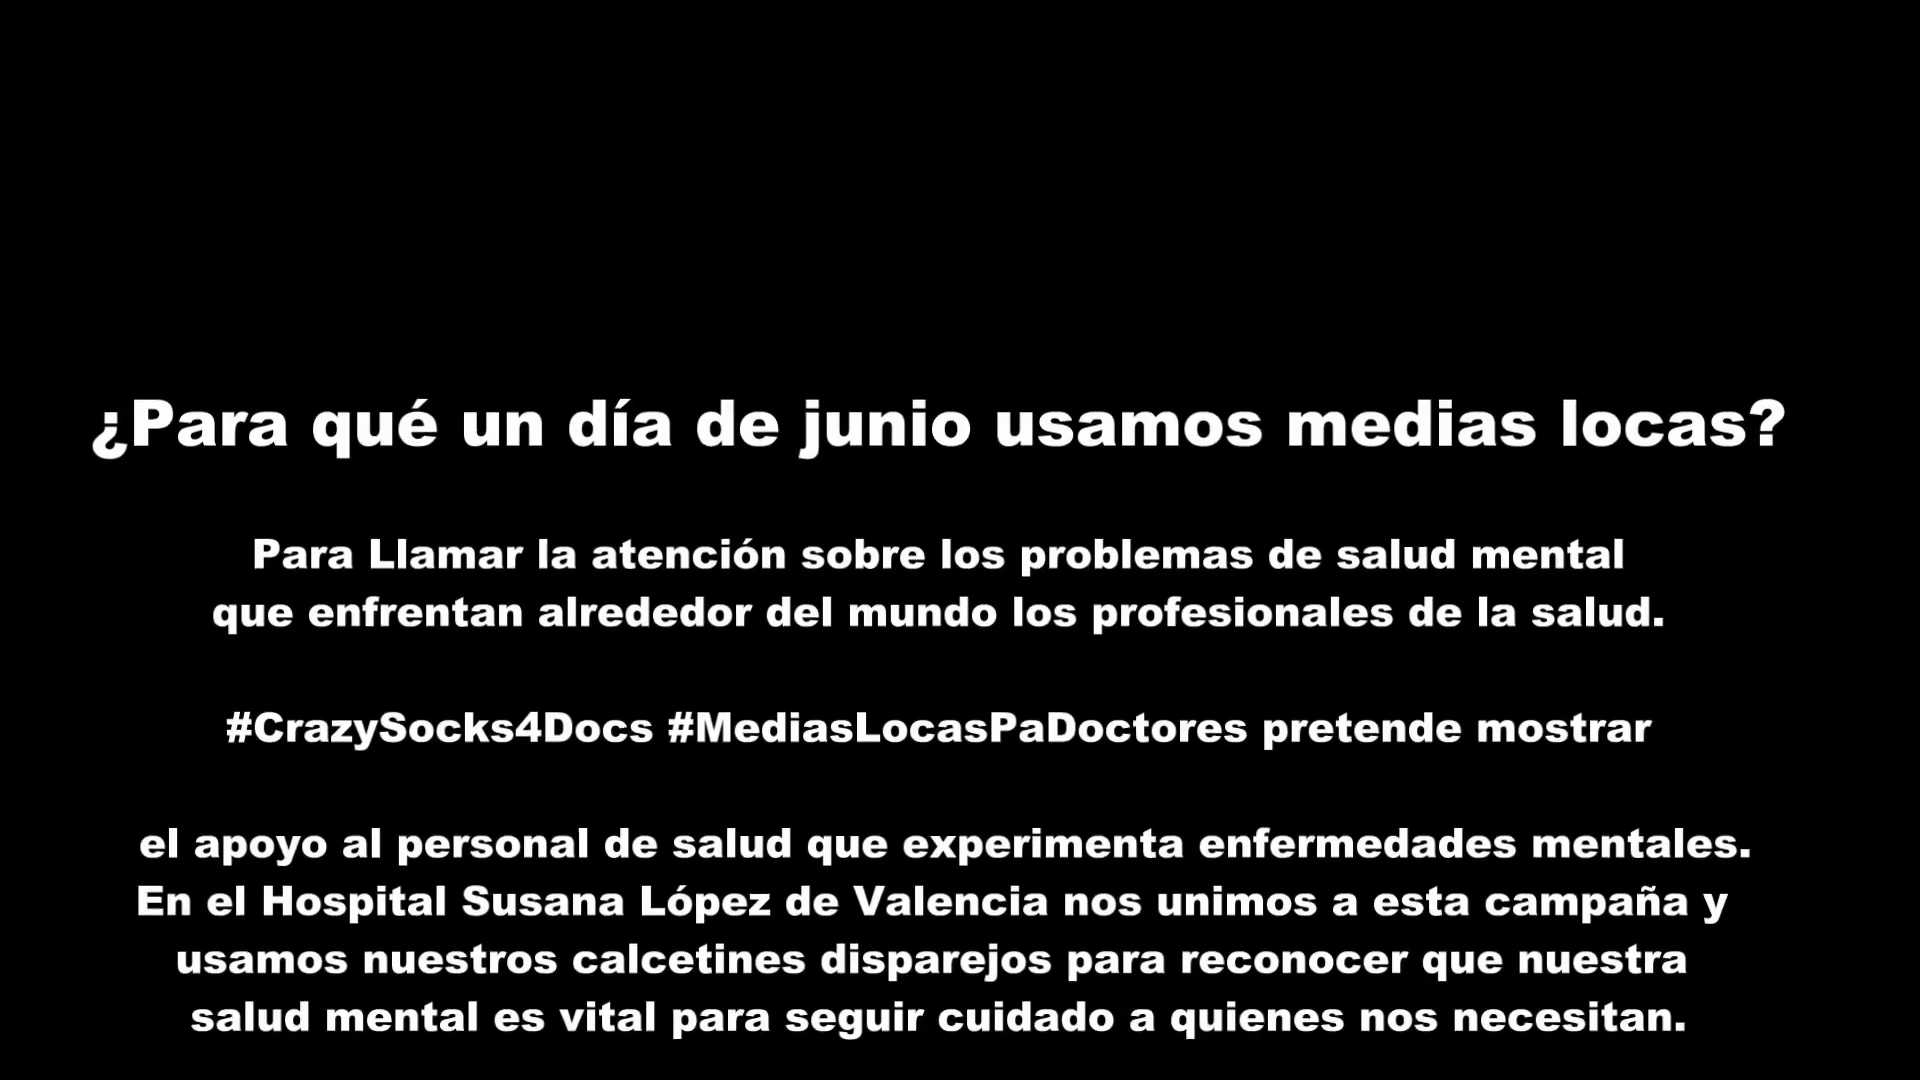 ¿Para qué un día de junio usamos medias locas?
Para Llamar la atención sobre los problemas de salud mental
que enfrentan alrededor del mundo los profesionales de la salud.
#CrazySocks4Docs #MediasLocasPaDoctores pretende mostrar
el apoyo al personal de salud que experimenta enfermedades mentales.
En el Hospital Susana López de Valencia nos unimos a esta campaña y
usamos nuestros calcetines disparejos para reconocer que nuestra
salud mental es vital para seguir cuidado a quienes nos necesitan.